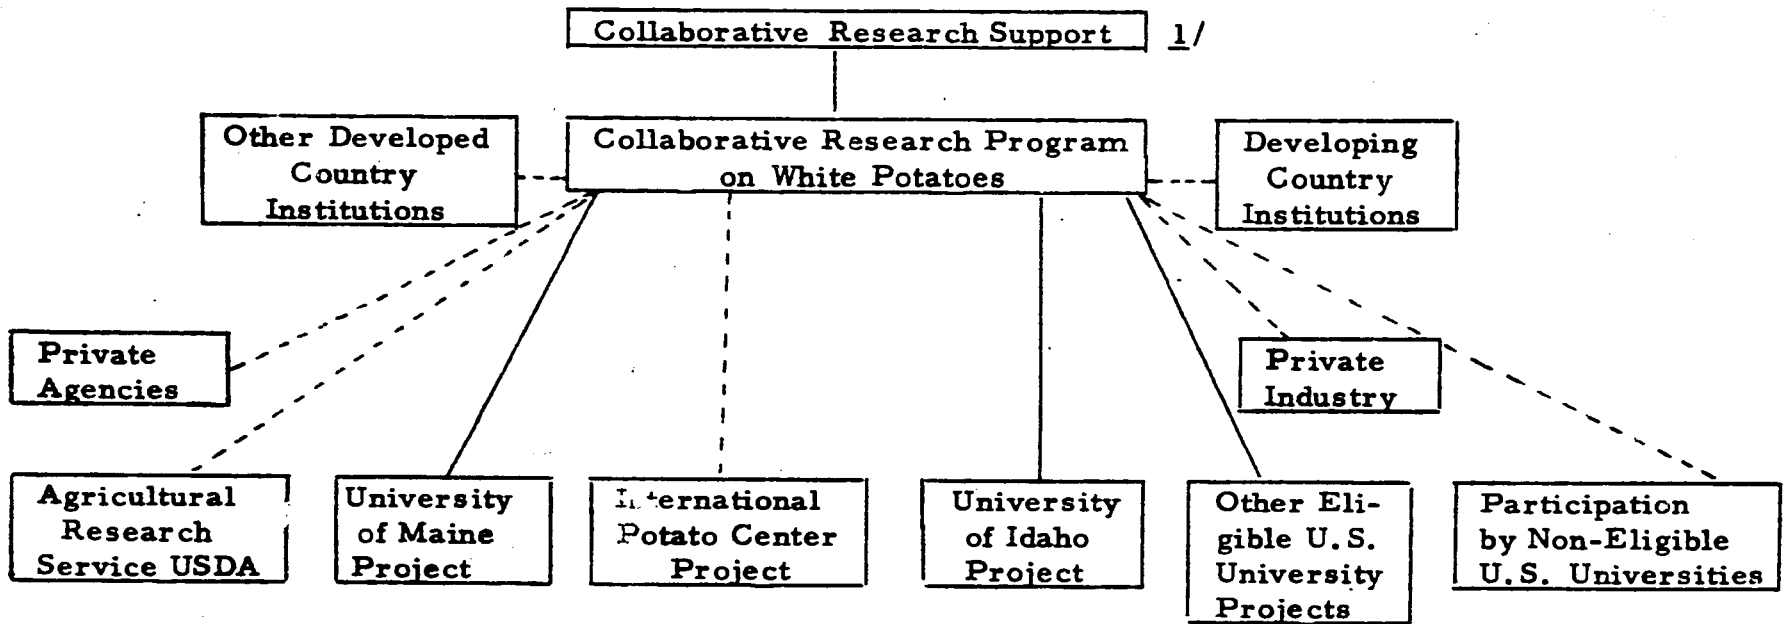 Collaborative Research Support 1/
Other Developed
Country
Institutions
Collaborative Research Program
on White Potatoes
Developing
Country
Institutions
Private
Agencies
Private
Industry
Agricultural
Research
Service USDA
University
of Maine
Project
International
Potato Center
Project
University
of Idaho
Project
Other Eli-
gible U.S.
University
Projects
Participation
by Non-Eligible
U.S. Universities